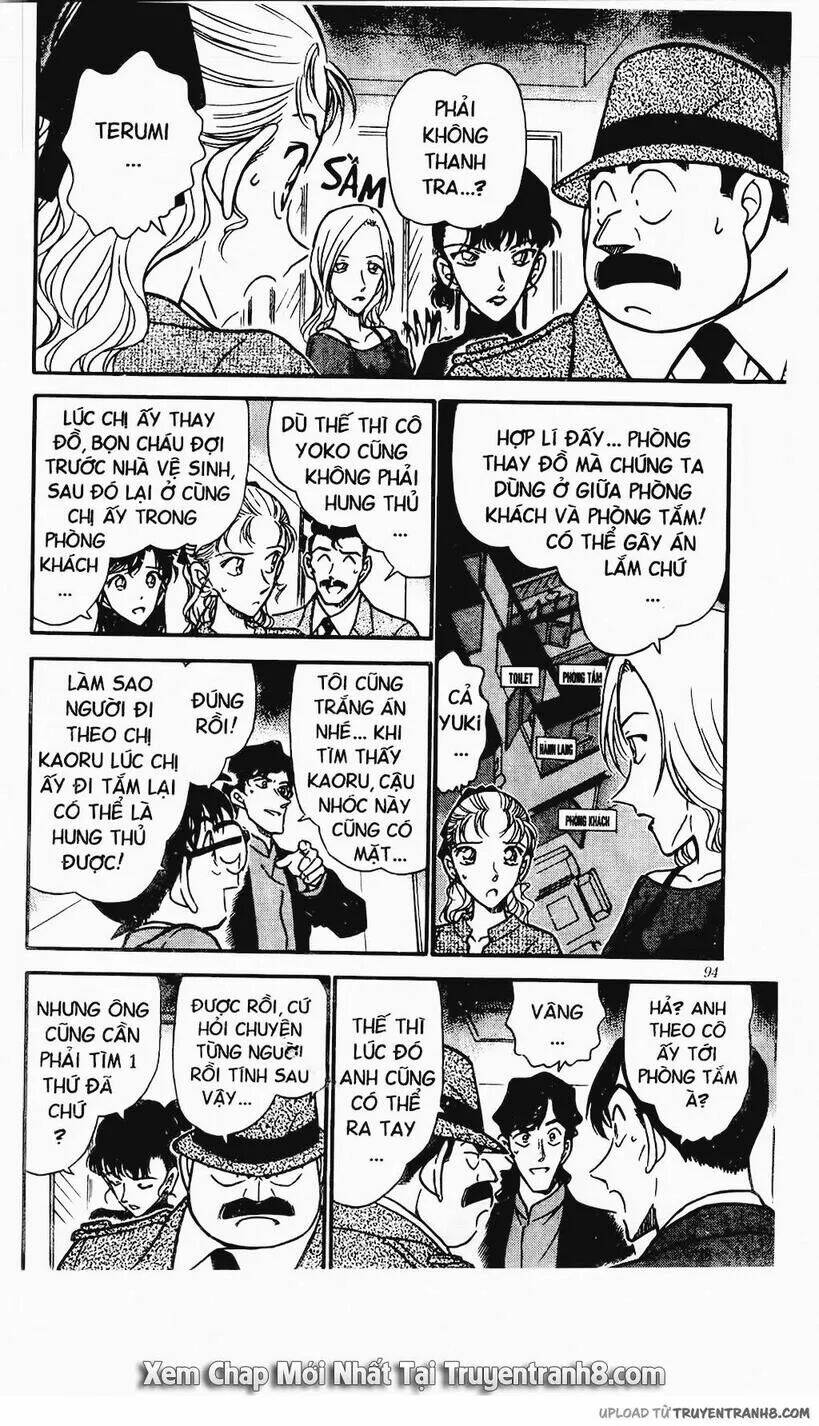 PHẢI
KHÔNG
THANH
TRA...?
SẦM
TERUMI
...
HỢP LÍ ĐẤY... PHÒNG
THAY ĐỒ MÀ CHÚNG TA
DÙNG Ở GIỮA PHÒNG
KHÁCH VÀ PHÒNG TẮM!
CÓ THỂ GÂY ÁN
LẮM CHỨ
...
TOILET
PHÒNG TẮM
HÀNH LANG
PHÒNG KHÁCH
CẢ
YUKI
...
DÙ THẾ THÌ CÔ
YOKO CŨNG
KHÔNG PHẢI
HUNG THỦ
...
LÚC CHỊ ẤY THAY
ĐỒ, BỌN CHÁU ĐỢI
TRƯỚC NHÀ VỆ SINH,
SAU ĐÓ LẠI Ở CÙNG
CHỊ ẤY TRONG
PHÒNG
KHÁCH
...
TÔI CŨNG
TRẮNG ÁN
NHÉ... KHI
TÌM THẤY
KAORU, CẬU
NHÓC NÀY
CŨNG CÓ
MẶT...
ĐÚNG
RỒI!
LÀM SAO
NGƯỜI ĐI
THEO CHỊ
KAORU LÚC CHỊ
ẤY ĐI TẮM LẠI
CÓ THỂ LÀ
HUNG THỦ
ĐƯỢC!
94
HẢ? ANH
THEO CÔ
ẤY TỚI
PHÒNG TẮM
À?
VÂNG
...
THẾ THÌ
LÚC ĐÓ
ANH CŨNG
CÓ THỂ
RA TAY
...
ĐƯỢC RỒI, CỨ
HỎI CHUYỆN
TỪNG NGƯỜI
RỒI TÍNH SAU
VẬY...
NHƯNG ÔNG
CŨNG CẦN
PHẢI TÌM 1
THỨ ĐÃ
CHỨ
?
Xem Chap Mới Nhất Tại Truyentranh8.com
UPLOAD TỪ TRUYENTRANH8.COM